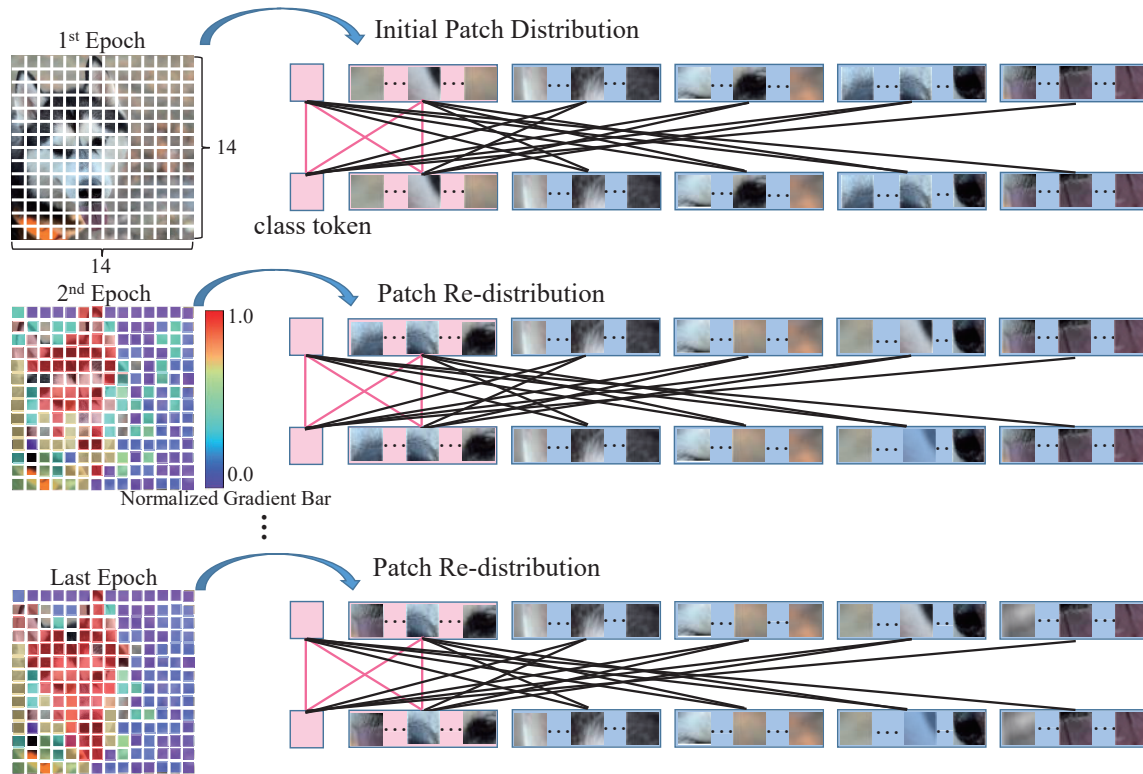 1st Epoch
Initial Patch Distribution
14
class token
14
2nd Epoch
Patch Re-distribution
1.0
0.0
Normalized Gradient Bar
Last Epoch
Patch Re-distribution